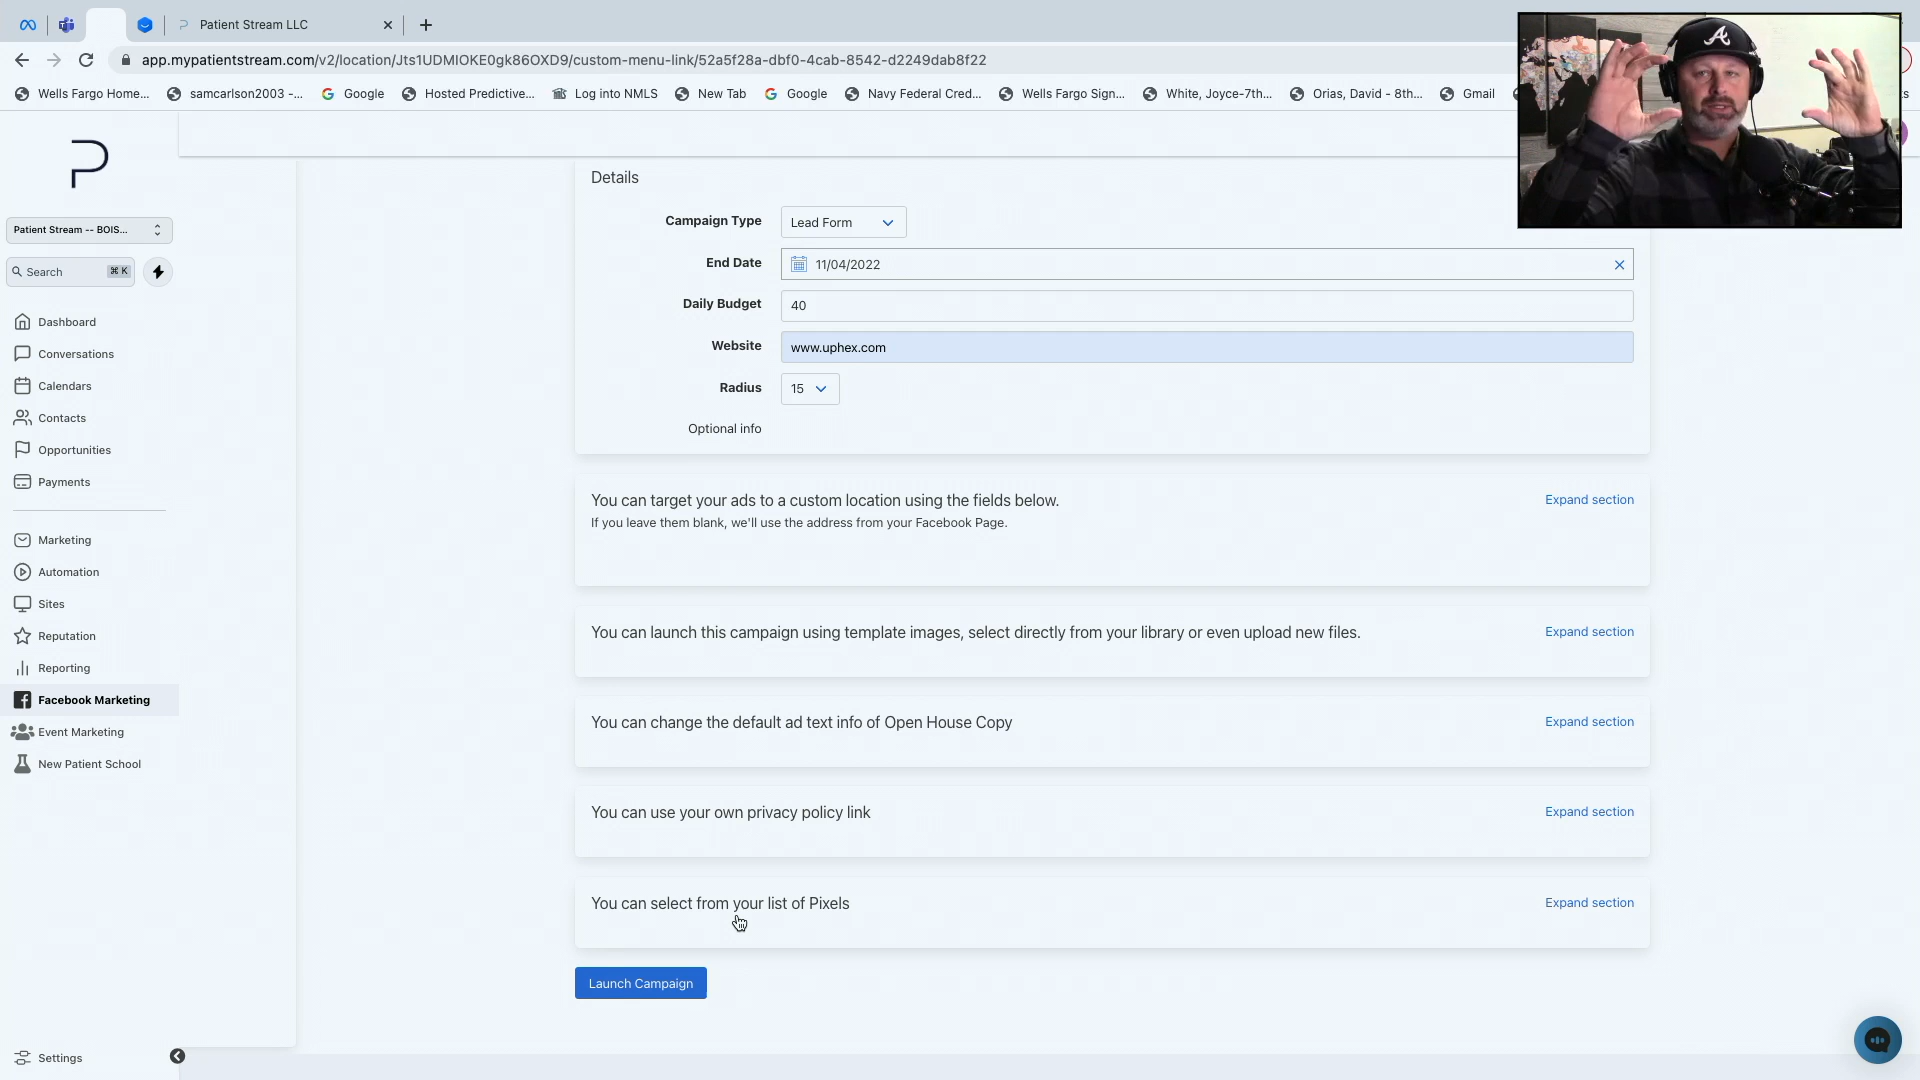 Patient Stream LLC
app.mypatientstream.com/v2/location/Jts1UDMIOKE0gk86OXD9/custom-menu-link/52a5f28a-dbf0-4cab-8542-d2249dab8f22
Wells Fargo Home... samcarlson2003 -... Google Hosted Predictive... Log into NMLS New Tab Google Navy Federal Cred... Wells Fargo Sign... White, Joyce-7th... Orias, David - 8th... Gmail
P
Patient Stream -- BOIS...
Search ⌘ K
Dashboard
Conversations
Calendars
Contacts
Opportunities
Payments
Marketing
Automation
Sites
Reputation
Reporting
Facebook Marketing
Event Marketing
New Patient School
Settings
Details
Campaign Type Lead Form
End Date 11/04/2022
Daily Budget 40
Website www.uphex.com
Radius 15
Optional info
You can target your ads to a custom location using the fields below. Expand section
If you leave them blank, we'll use the address from your Facebook Page.
You can launch this campaign using template images, select directly from your library or even upload new files. Expand section
You can change the default ad text info of Open House Copy Expand section
You can use your own privacy policy link Expand section
You can select from your list of Pixels Expand section
Launch Campaign
A